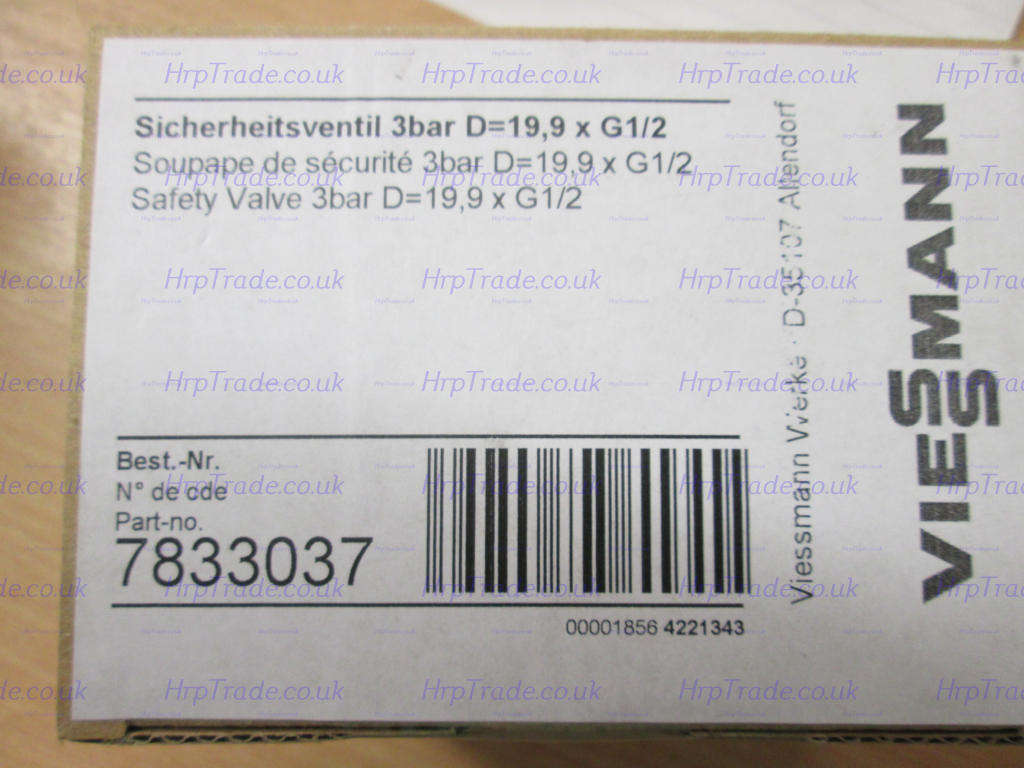 Sicherheitsventil 3bar D=19,9 x G1/2
Soupape de sécurité 3bar D=19,9 x G1/2
Safety Valve 3bar D=19,9 x G1/2
Best.-Nr.
N° de cde
Part-no.
7833037
00001856 4221343
Viessmann Werke · D-35107 Allendorf
VIESMANN
HrpTrade.co.uk